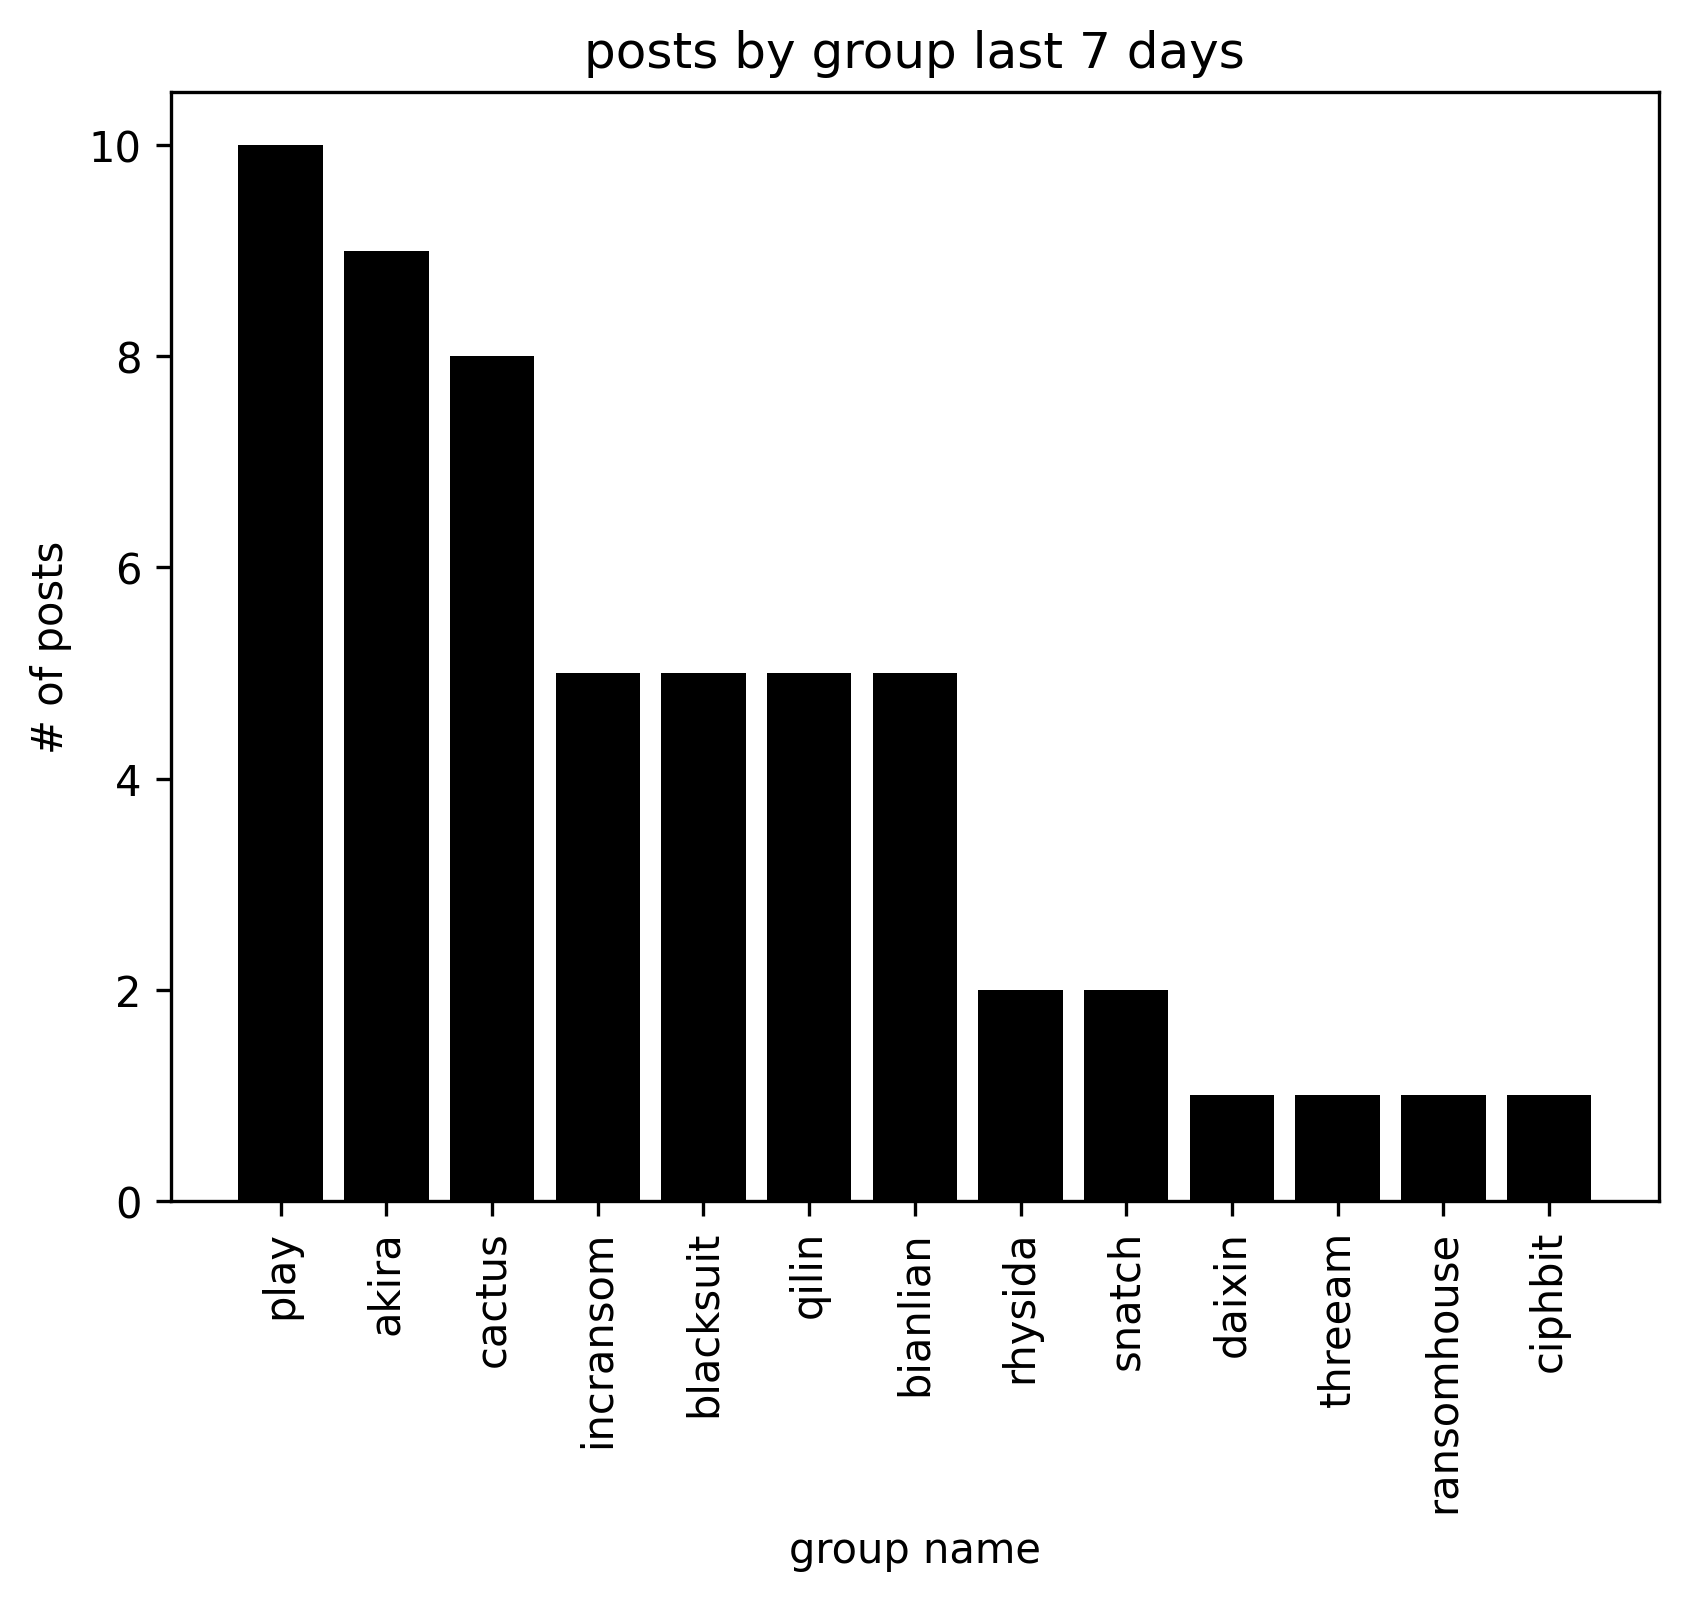 posts by group last 7 days
10
8
6
4
2
0
# of posts
play
akira
cactus
incransom
blacksuit
qilin
bianlian
rhysida
snatch
daixin
threeam
ransomhouse
ciphbit
group name